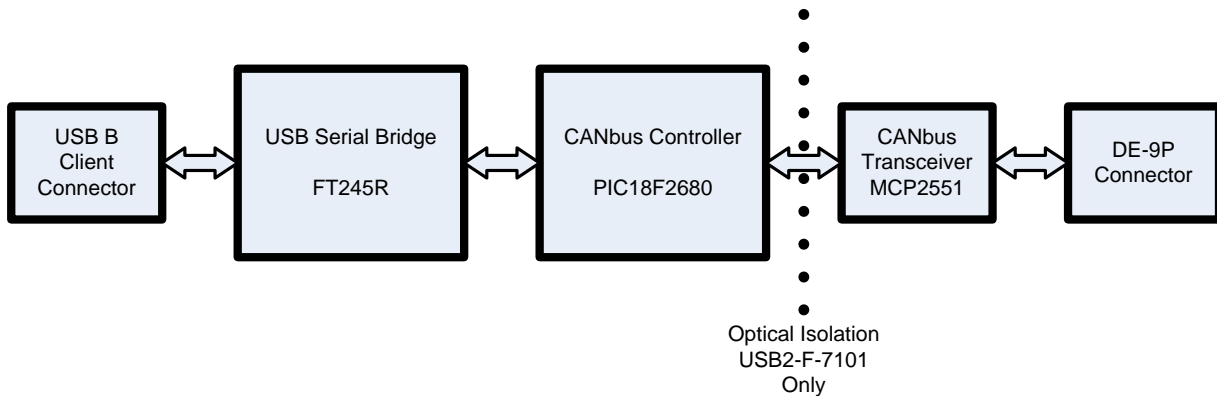 USB B
Client
Connector
USB Serial Bridge
FT245R
CANbus Controller
PIC18F2680
CANbus
Transceiver
MCP2551
DE-9P
Connector
Optical Isolation
USB2-F-7101
Only